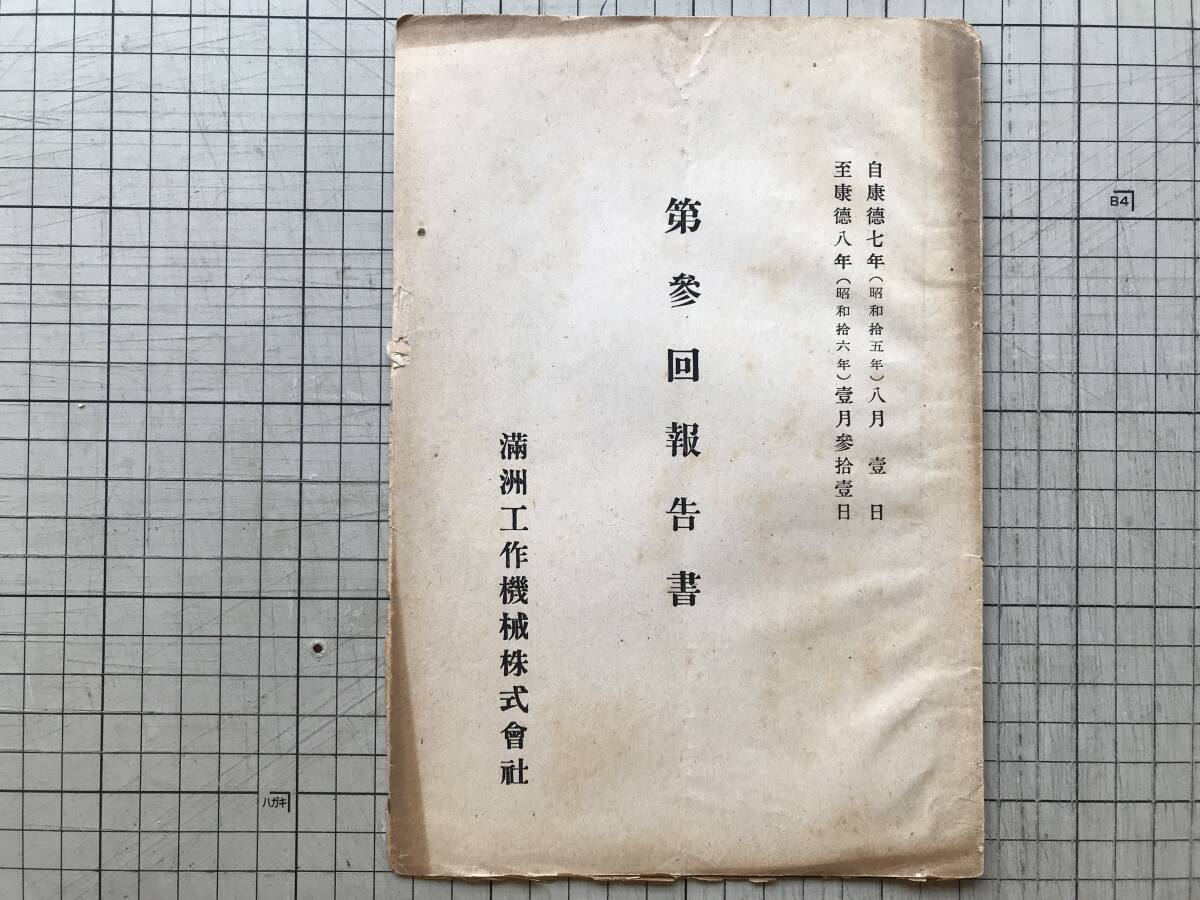 自康德七年（昭和拾五年）八月　壹　日
至康德八年（昭和拾六年）壹月參拾壹日
第參回報告書
滿洲工作機械株式會社
B4
ハガキ